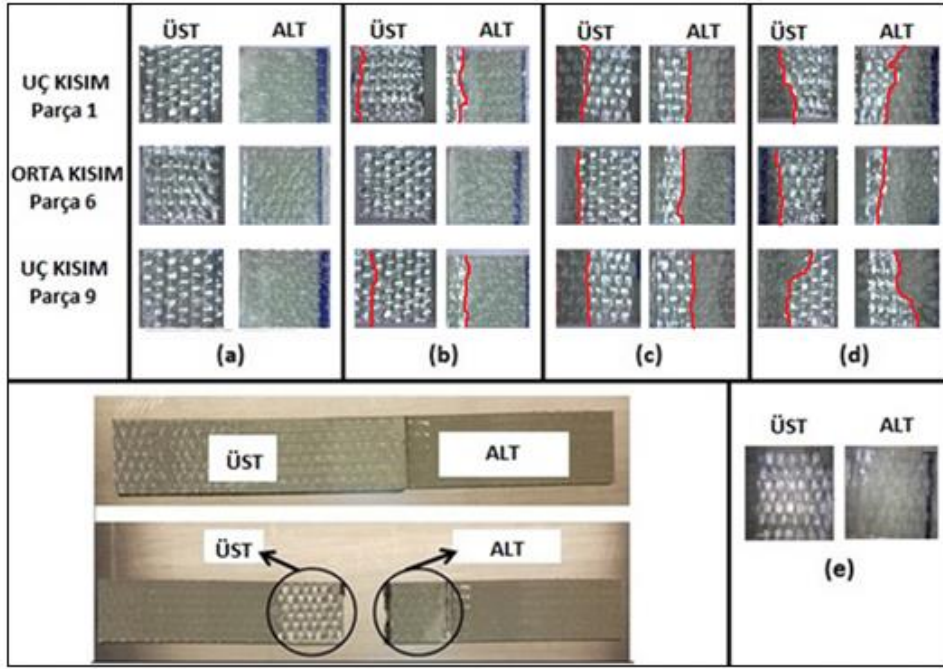 ÜST ALT ÜST ALT ÜST ALT ÜST ALT
UÇ KISIM
Parça 1
ORTA KISIM
Parça 6
UÇ KISIM
Parça 9
(a) (b) (c) (d)
ÜST ALT
ÜST ALT
ÜST ALT
(e)